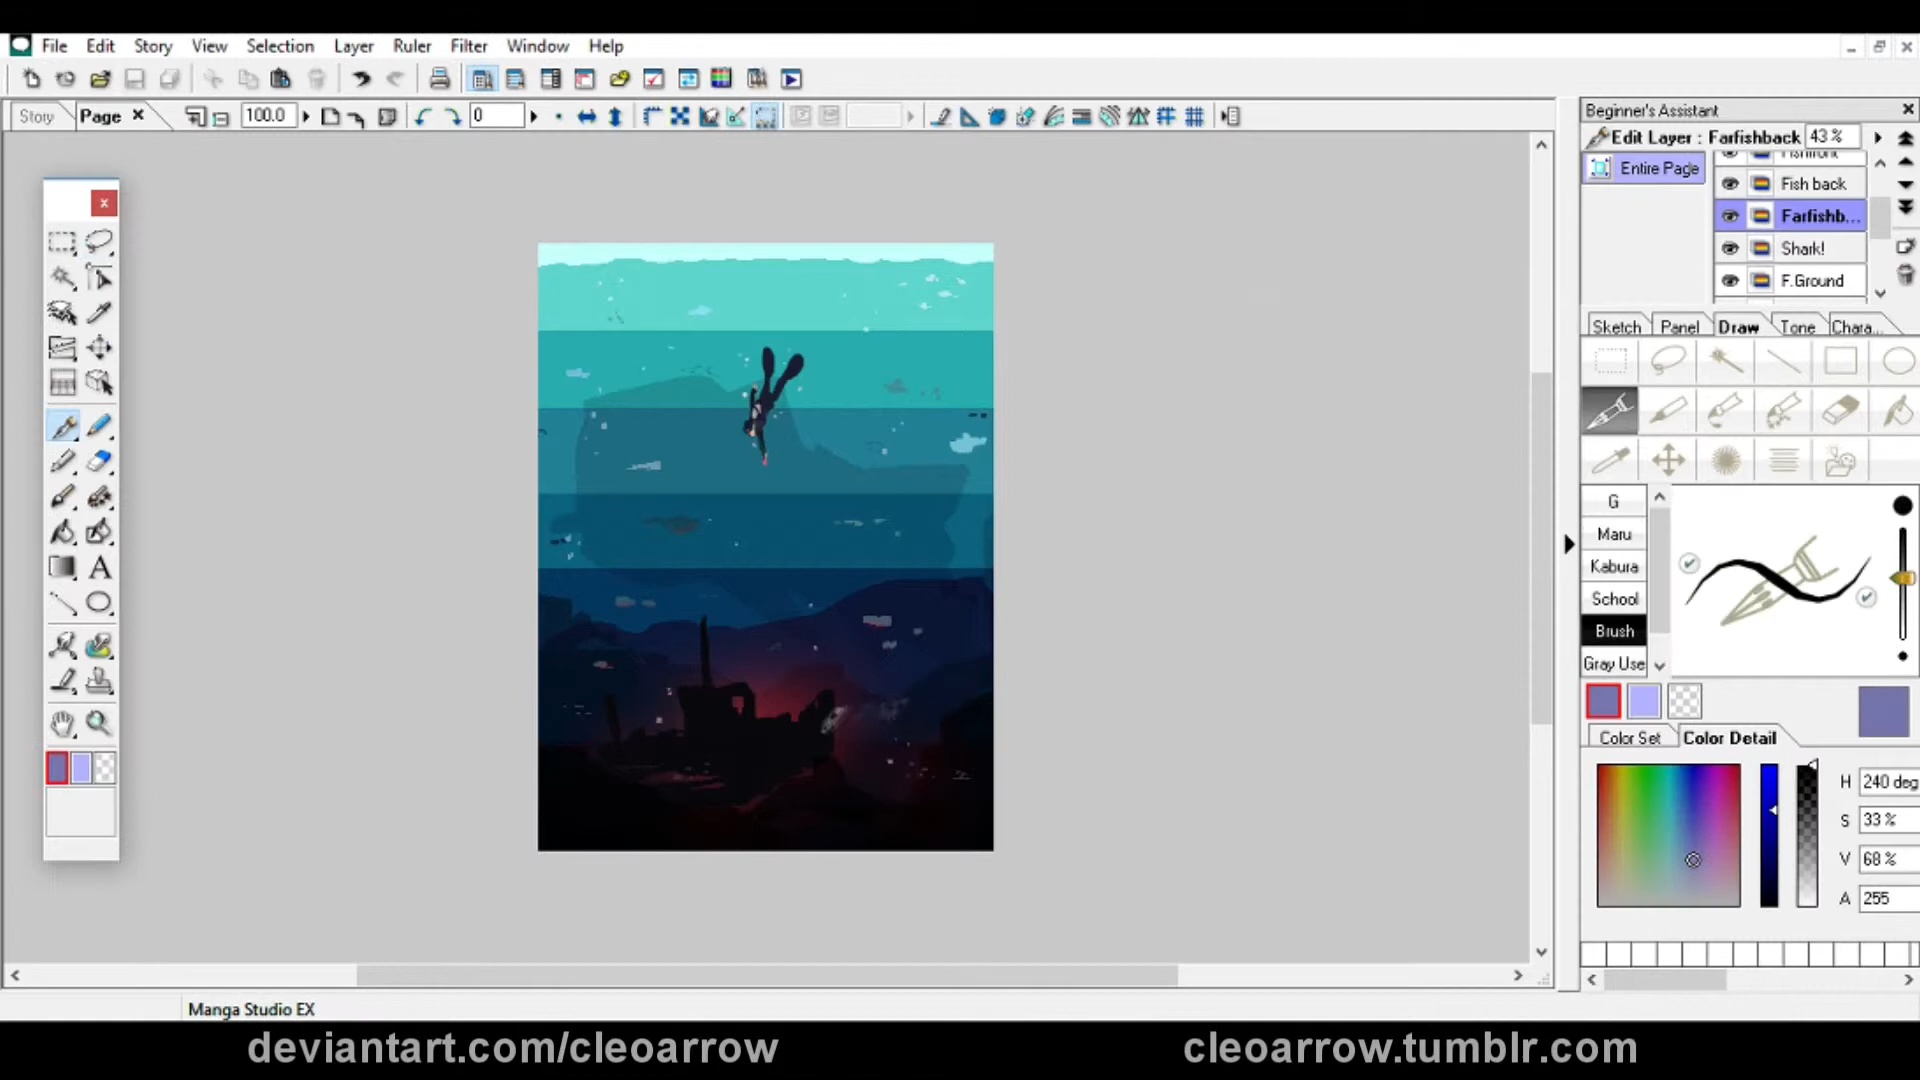 File Edit Story View Selection Layer Ruler Filter Window Help
Story Page 100.0 0
Beginner's Assistant
Edit Layer : Farfishback 43 %
Entire Page
Fishfront
Fish back
Farfishb...
Shark!
F.Ground
Sketch Panel Draw Tone Chara...
G
Maru
Kabura
School
Brush
Gray Use
Color Set Color Detail
H 240 deg
S 33 %
V 68 %
A 255
A
Manga Studio EX
deviantart.com/cleoarrow cleoarrow.tumblr.com